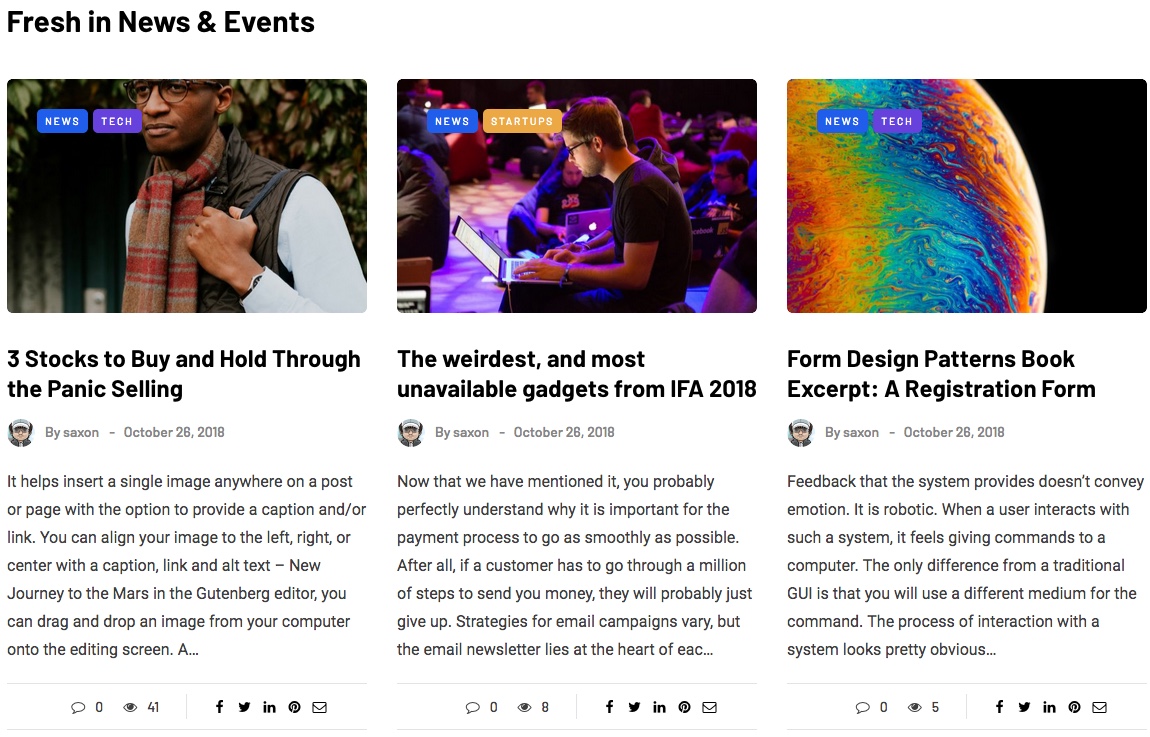 Fresh in News & Events
NEWS TECH
3 Stocks to Buy and Hold Through
the Panic Selling
By saxon - October 26, 2018
It helps insert a single image anywhere on a post
or page with the option to provide a caption and/or
link. You can align your image to the left, right, or
center with a caption, link and alt text – New
Journey to the Mars in the Gutenberg editor, you
can drag and drop an image from your computer
onto the editing screen. A...
0 41
NEWS STARTUPS
facebook
The weirdest, and most
unavailable gadgets from IFA 2018
By saxon - October 26, 2018
Now that we have mentioned it, you probably
perfectly understand why it is important for the
payment process to go as smoothly as possible.
After all, if a customer has to go through a million
of steps to send you money, they will probably just
give up. Strategies for email campaigns vary, but
the email newsletter lies at the heart of eac...
0 8
NEWS TECH
Form Design Patterns Book
Excerpt: A Registration Form
By saxon - October 26, 2018
Feedback that the system provides doesn’t convey
emotion. It is robotic. When a user interacts with
such a system, it feels giving commands to a
computer. The only difference from a traditional
GUI is that you will use a different medium for the
command. The process of interaction with a
system looks pretty obvious...
0 5